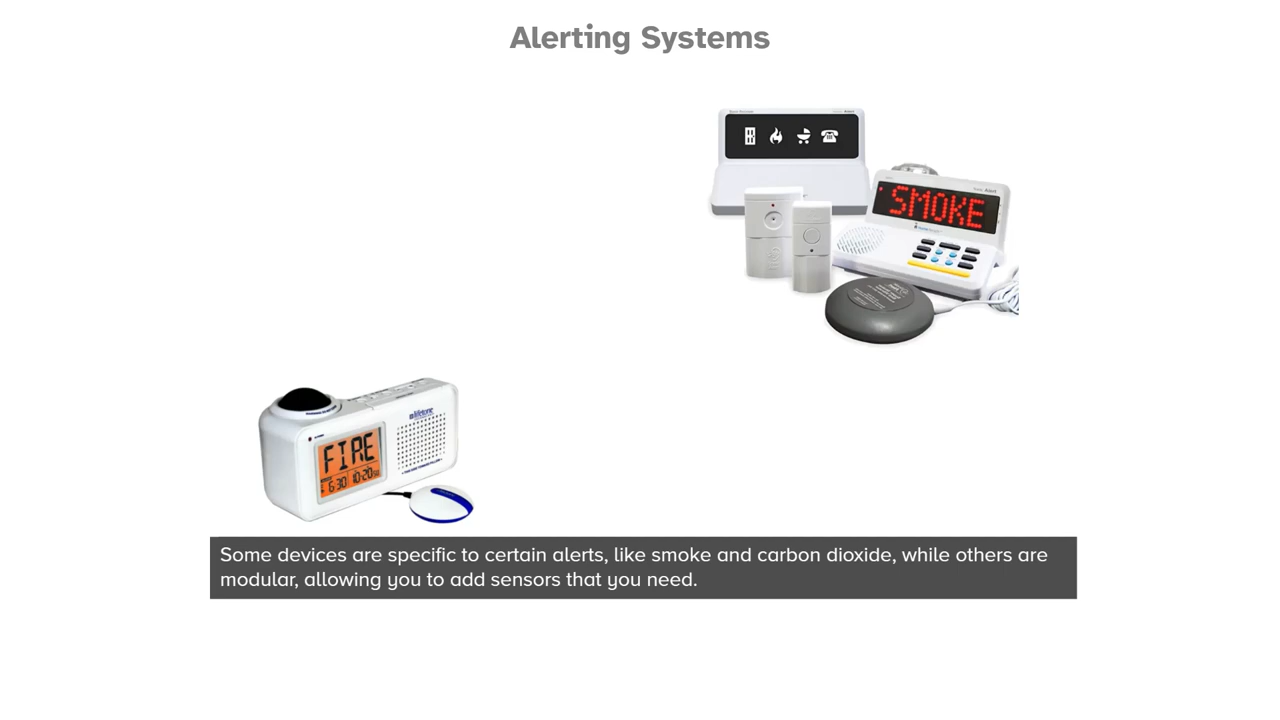 Alerting Systems
SMOKE
FIRE
6:30 10:20
Some devices are specific to certain alerts, like smoke and carbon dioxide, while others are
modular, allowing you to add sensors that you need.